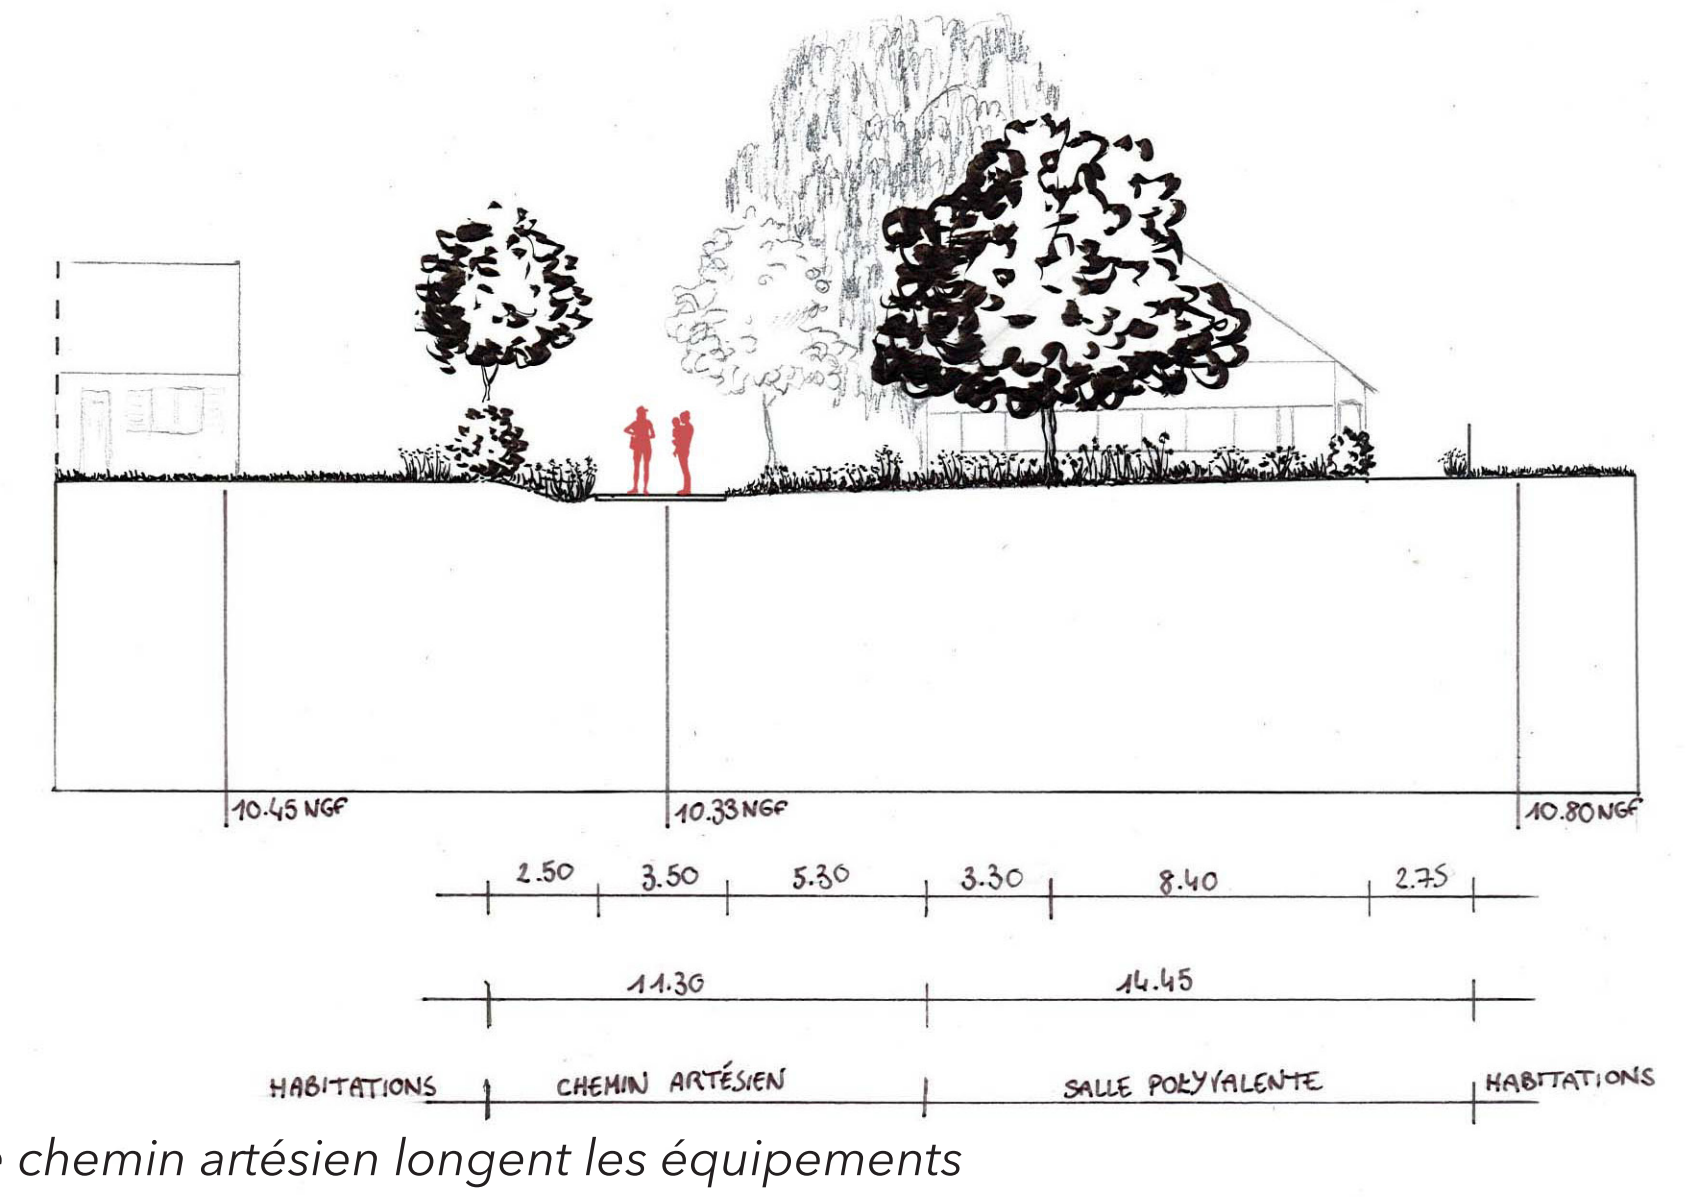 10.45 NGF 10.33 NGF 10.80 NGF
2.50 3.50 5.30 3.30 8.40 2.75
11.30 14.45
HABITATIONS CHEMIN ARTÉSIEN SALLE POLYVALENTE HABITATIONS
chemin artésien longent les équipements